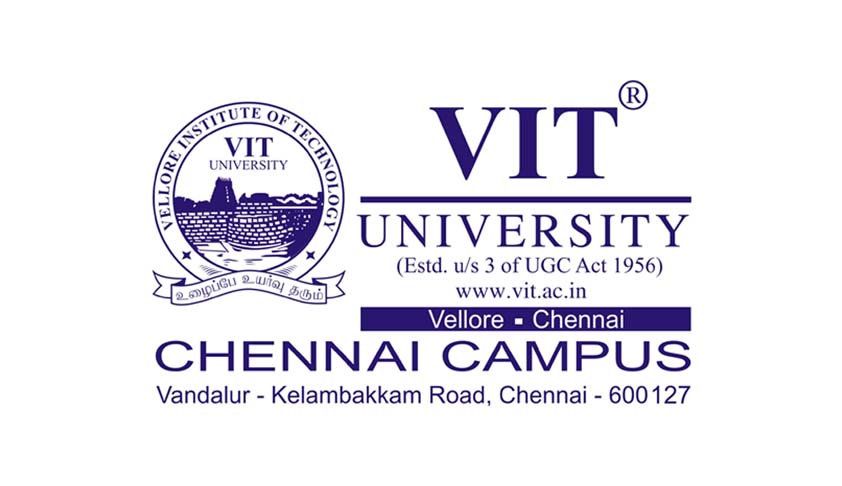 VELLORE INSTITUTE OF TECHNOLOGY
VIT
UNIVERSITY
உழைப்பே உயர்வு தரும்
VIT®
UNIVERSITY
(Estd. u/s 3 of UGC Act 1956)
www.vit.ac.in
Vellore ▪ Chennai
CHENNAI CAMPUS
Vandalur - Kelambakkam Road, Chennai - 600127